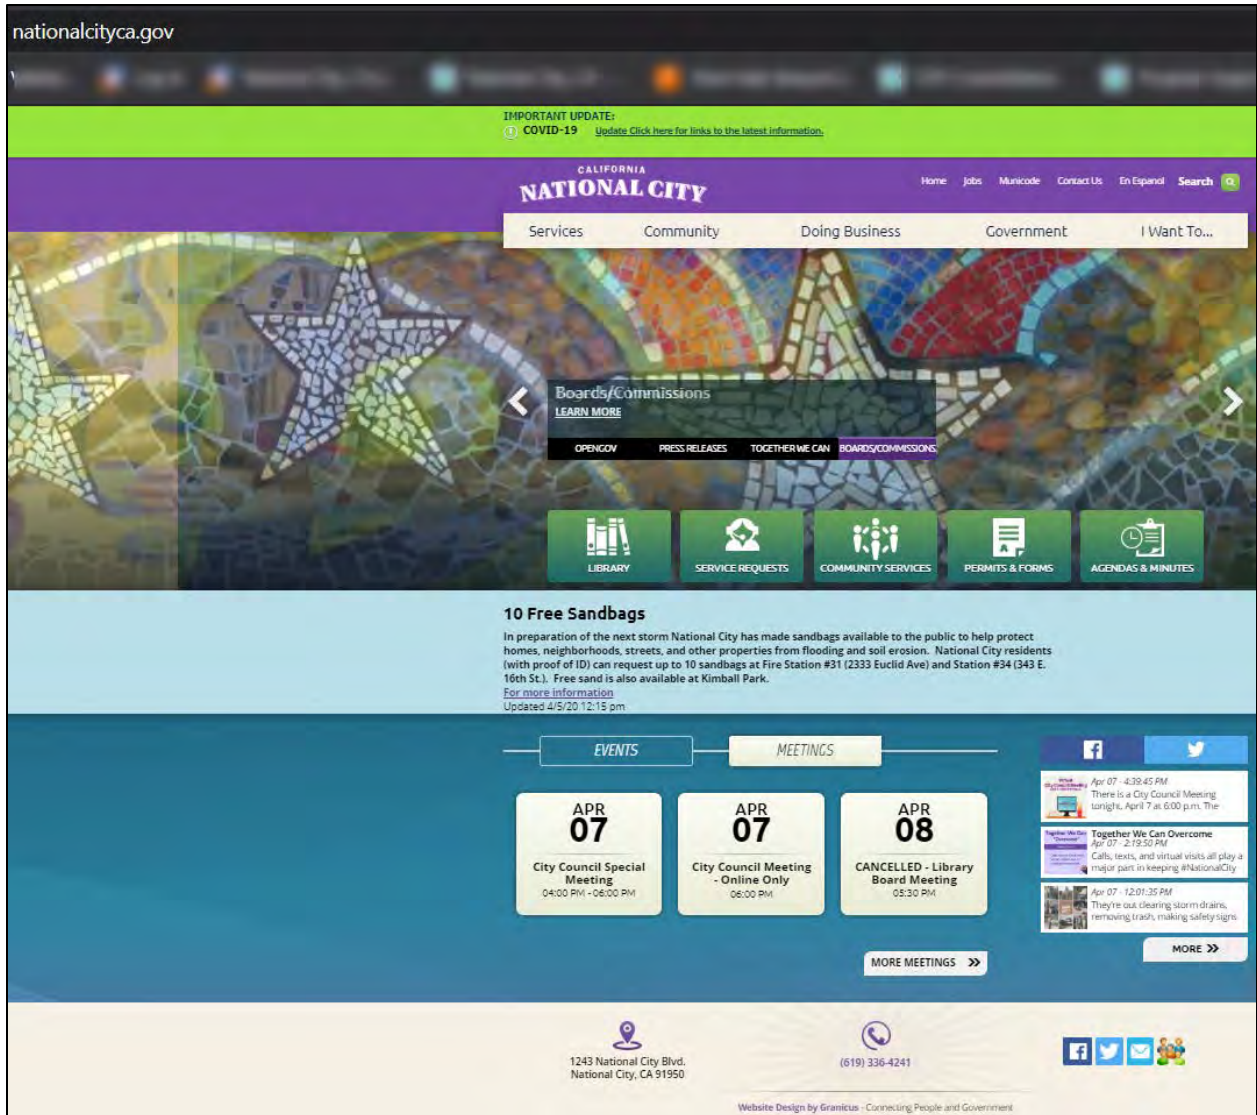 nationalcityca.gov
IMPORTANT UPDATE:
COVID-19 Update Click here for links to the latest information.
CALIFORNIA
NATIONAL CITY
Home Jobs Municode Contact Us En Espanol Search
Services Community Doing Business Government I Want To...
Boards/Commissions
LEARN MORE
OPENGOV PRESS RELEASES TOGETHER WE CAN BOARDS/COMMISSIONS
LIBRARY SERVICE REQUESTS COMMUNITY SERVICES PERMITS & FORMS AGENDAS & MINUTES
10 Free Sandbags
In preparation of the next storm National City has made sandbags available to the public to help protect
homes, neighborhoods, streets, and other properties from flooding and soil erosion. National City residents
(with proof of ID) can request up to 10 sandbags at Fire Station #31 (2333 Euclid Ave) and Station #34 (343 E.
16th St.). Free sand is also available at Kimball Park.
For more information
Updated 4/5/20 12:15 pm
EVENTS MEETINGS
APR
07
City Council Special
Meeting
04:00 PM - 06:00 PM
APR
07
City Council Meeting
- Online Only
06:00 PM
APR
08
CANCELLED - Library
Board Meeting
05:30 PM
MORE MEETINGS
Apr 07 - 4:39:45 PM
There is a City Council Meeting
tonight, April 7 at 6:00 p.m. The
Together We Can Overcome
Apr 07 - 2:19:50 PM
Calls, texts, and virtual visits all play a
major part in keeping #NationalCity
Apr 07 - 12:01:35 PM
They're out clearing storm drains,
removing trash, making safety signs
MORE
1243 National City Blvd.
National City, CA 91950
(619) 336-4241
Website Design by Granicus - Connecting People and Government